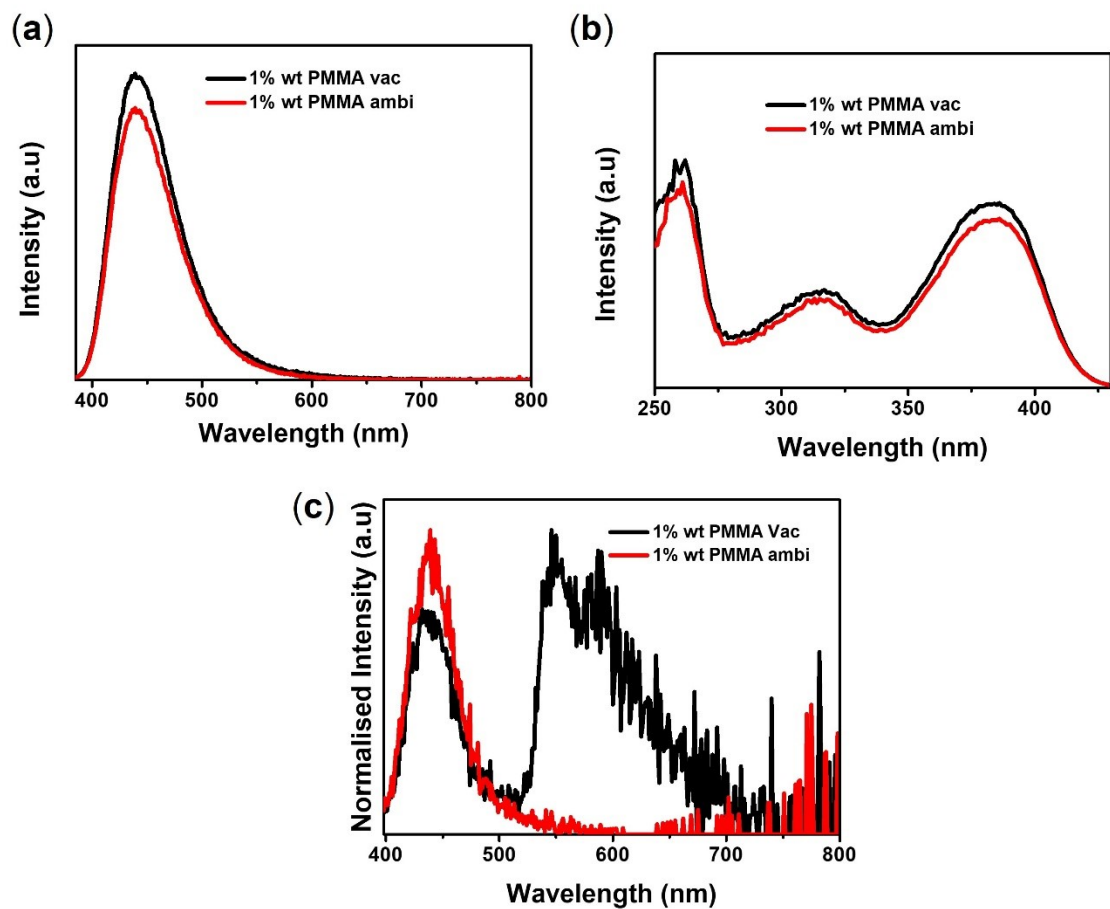 (a)
1% wt PMMA vac
1% wt PMMA ambi
Intensity (a.u)
400 500 600 700 800
Wavelength (nm)
(b)
1% wt PMMA vac
1% wt PMMA ambi
Intensity (a.u)
250 300 350 400
Wavelength (nm)
(c)
1% wt PMMA Vac
1% wt PMMA ambi
Normalised Intensity (a.u)
400 500 600 700 800
Wavelength (nm)